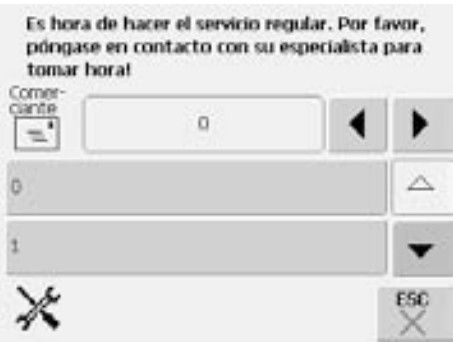 Es hora de hacer el servicio regular. Por favor,
póngase en contacto con su especialista para
tomar hora!
Comer-
ciante
0
0
1
ESC